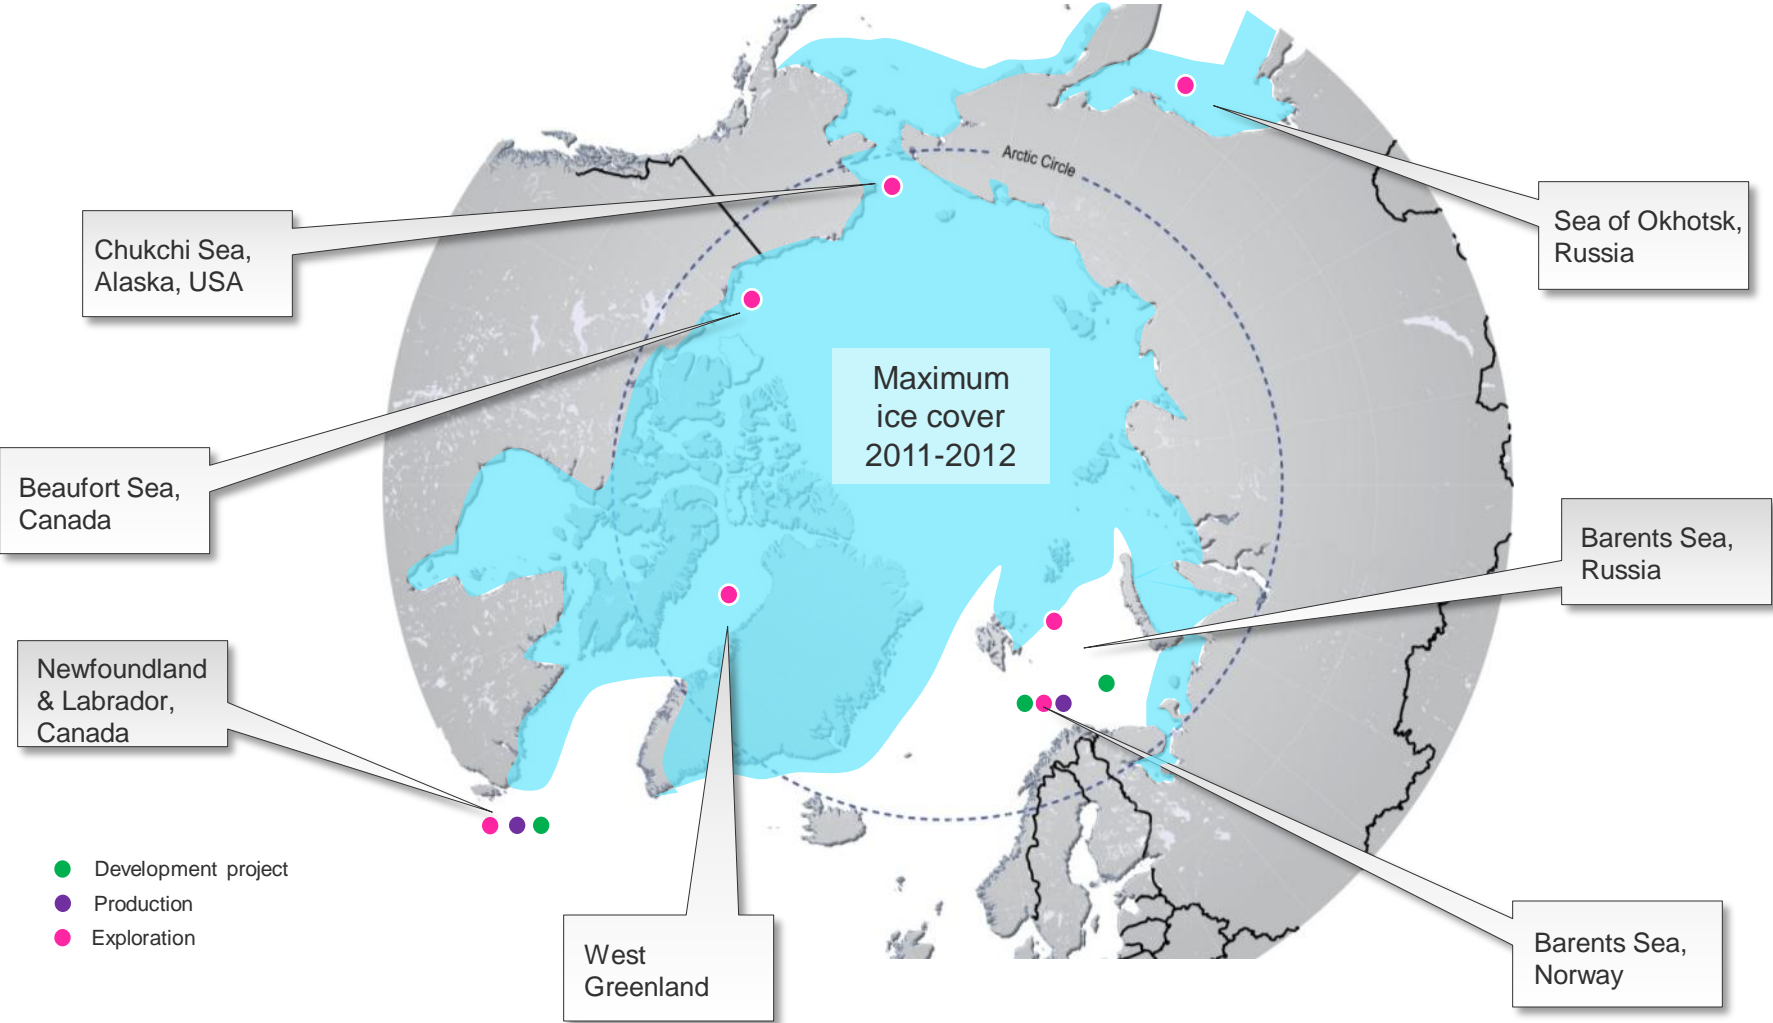 Arctic Circle
Chukchi Sea,
Alaska, USA
Sea of Okhotsk,
Russia
Maximum
ice cover
2011-2012
Beaufort Sea,
Canada
Barents Sea,
Russia
Newfoundland
& Labrador,
Canada
Development project
Production
Exploration
West
Greenland
Barents Sea,
Norway